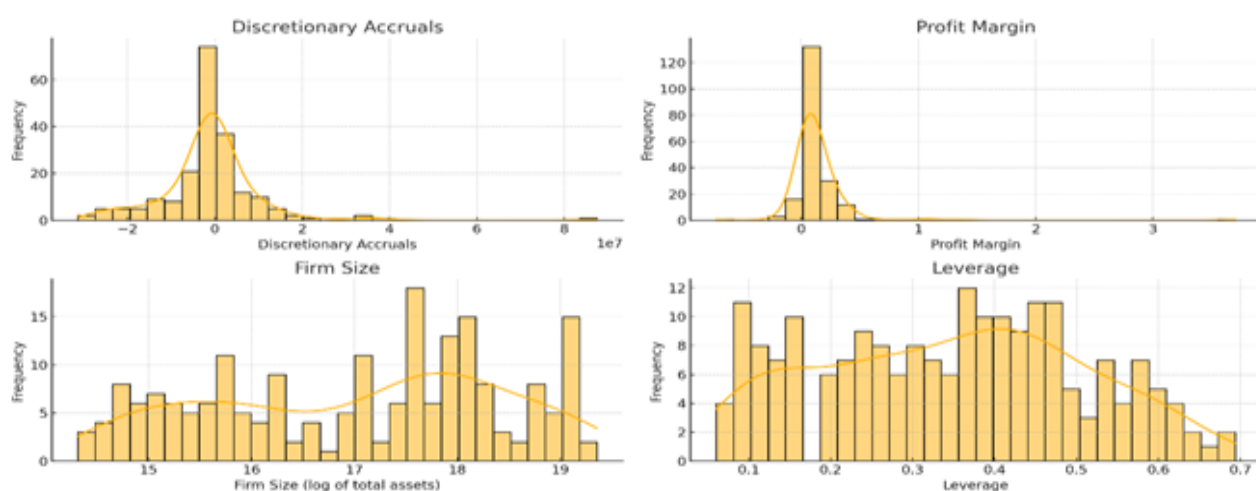 Discretionary Accruals
60
40
20
0
Frequency
−2 0 2 4 6 8
1e7
Discretionary Accruals
Profit Margin
120
100
80
60
40
20
0
Frequency
0 1 2 3
Profit Margin
Firm Size
15
10
5
0
Frequency
15 16 17 18 19
Firm Size (log of total assets)
Leverage
12
10
8
6
4
2
0
Frequency
0.1 0.2 0.3 0.4 0.5 0.6 0.7
Leverage